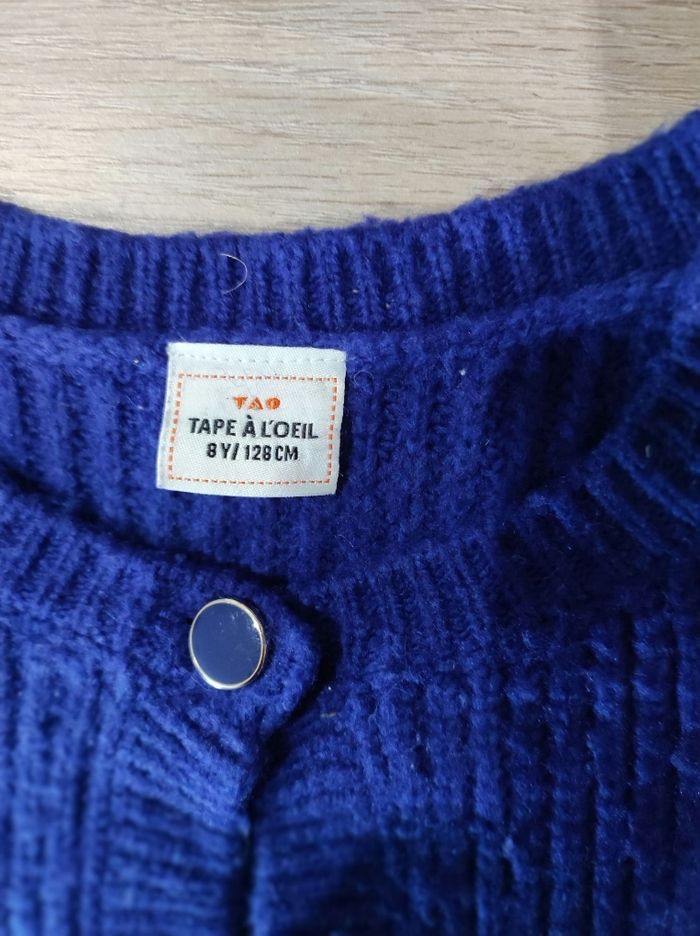 TAO
TAPE À L'OEIL
8Y/128CM